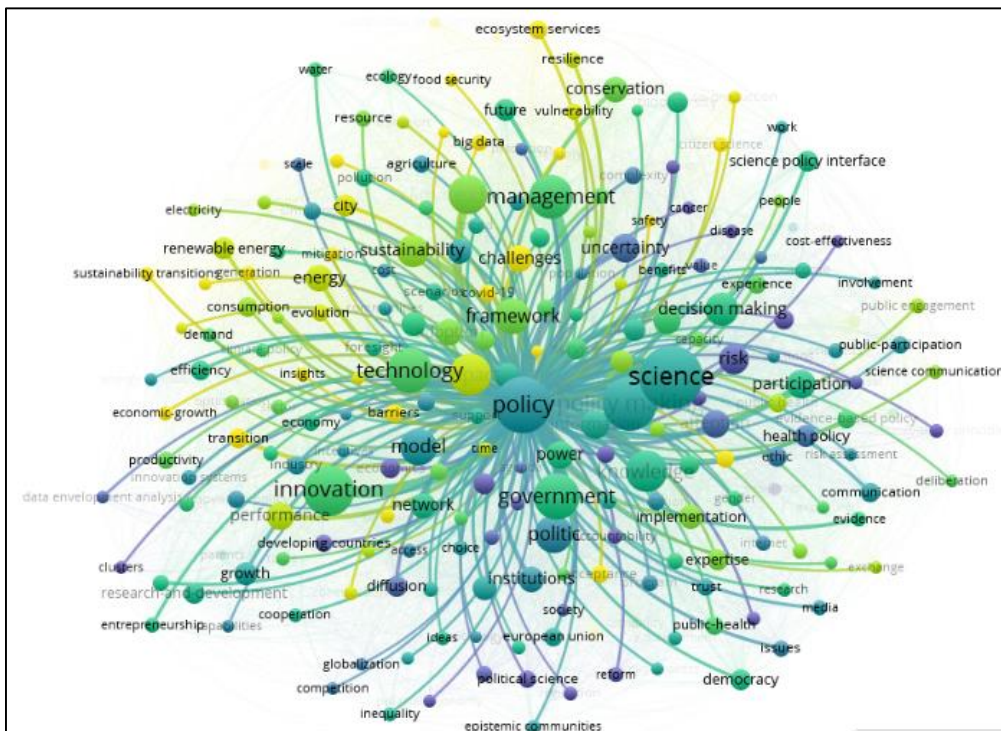 ecosystem services
water
ecology
food security
resilience
conservation
future
vulnerability
resource
big data
work
citizen science
scale
agriculture
pollution
complexity
science policy interface
management
safety
cancer
people
electricity
city
disease
renewable energy
mitigation
sustainability
challenges
uncertainty
cost-effectiveness
sustainability transitions
generation
energy
cost
benefits
value
experience
involvement
covid-19
consumption
evolution
framework
decision making
public engagement
capacity
demand
foresight
public-participation
efficiency
insights
technology
science
risk
science communication
participation
economic-growth
barriers
policy
policy making
evidence-based policy
economy
support
transition
model
time
power
health policy
productivity
industry
ethic
risk assessment
innovation systems
knowledge
data envelopment analysis
innovation
government
communication
deliberation
gender
performance
network
implementation
evidence
developing countries
access
choice
politic
accountability
internet
clusters
growth
diffusion
institutions
acceptance
expertise
exchange
research-and development
trust
research
society
media
entrepreneurship
capabilities
cooperation
ideas
european union
public-health
issues
globalization
political science
reform
democracy
competition
inequality
epistemic communities